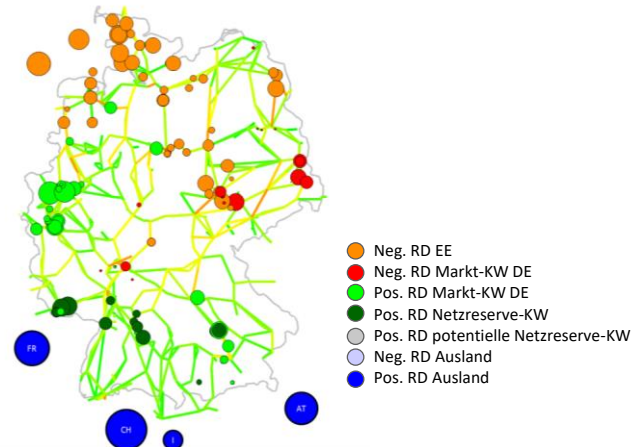 Neg. RD EE
Neg. RD Markt-KW DE
Pos. RD Markt-KW DE
Pos. RD Netzreserve-KW
Pos. RD potentielle Netzreserve-KW
Neg. RD Ausland
Pos. RD Ausland
FR
AT
CH
I